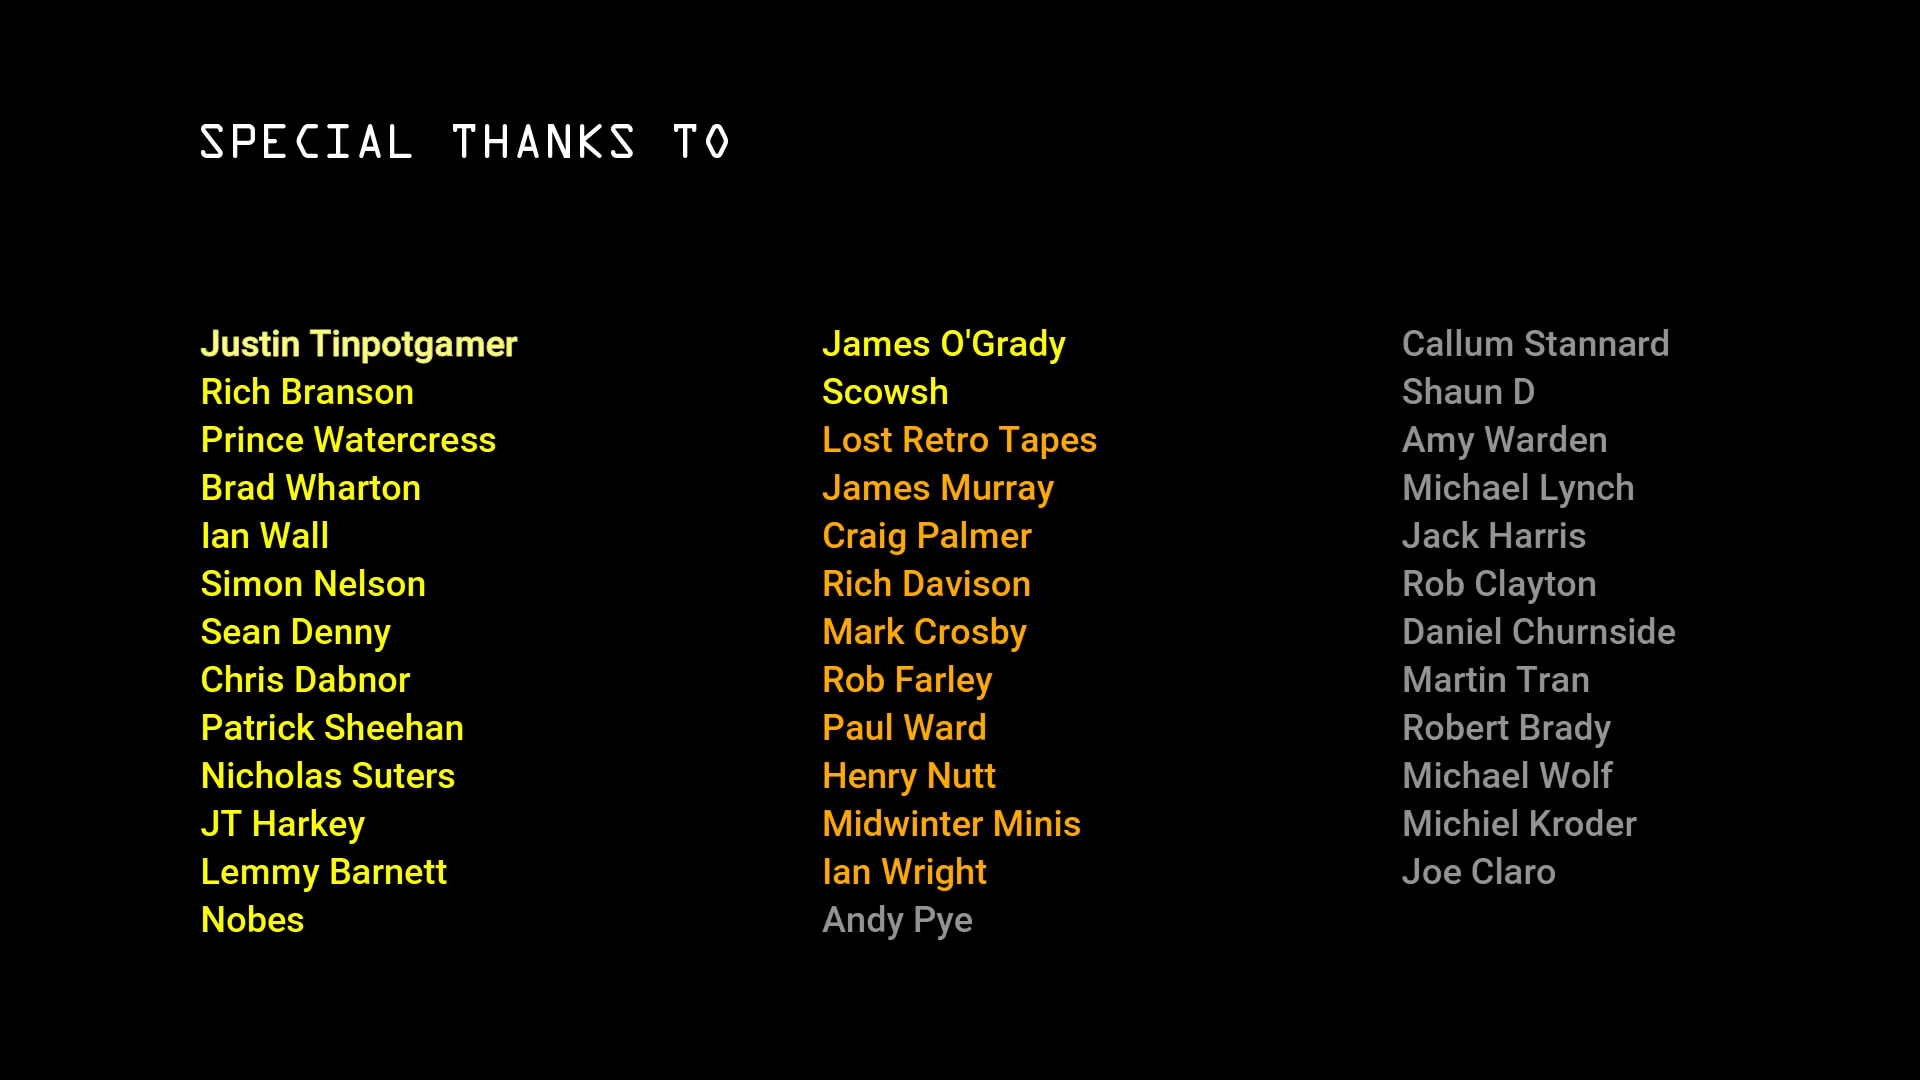 SPECIAL THANKS TO
Justin Tinpotgamer
Rich Branson
Prince Watercress
Brad Wharton
Ian Wall
Simon Nelson
Sean Denny
Chris Dabnor
Patrick Sheehan
Nicholas Suters
JT Harkey
Lemmy Barnett
Nobes
James O'Grady
Scowsh
Lost Retro Tapes
James Murray
Craig Palmer
Rich Davison
Mark Crosby
Rob Farley
Paul Ward
Henry Nutt
Midwinter Minis
Ian Wright
Andy Pye
Callum Stannard
Shaun D
Amy Warden
Michael Lynch
Jack Harris
Rob Clayton
Daniel Churnside
Martin Tran
Robert Brady
Michael Wolf
Michiel Kroder
Joe Claro